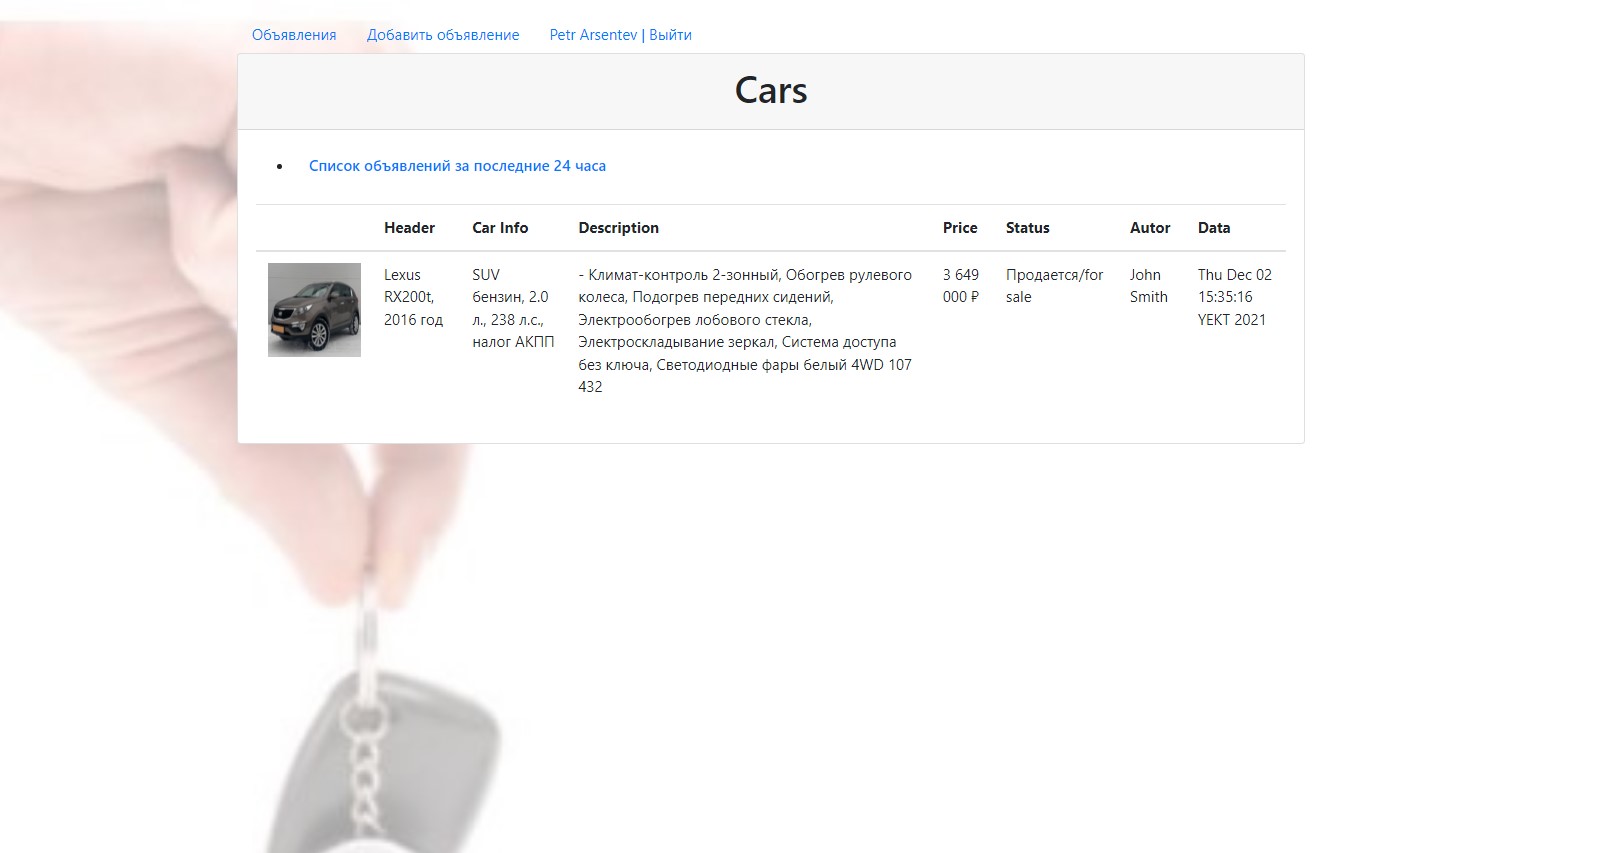 Объявления Добавить объявление Petr Arsentev | Выйти
Cars
Список объявлений за последние 24 часа
Header Car Info Description Price Status Autor Data
Lexus RX200t, 2016 год
SUV бензин, 2.0 л., 238 л.с., налог АКПП
- Климат-контроль 2-зонный, Обогрев рулевого
колеса, Подогрев передних сидений,
Электрообогрев лобового стекла,
Электроскладывание зеркал, Система доступа
без ключа, Светодиодные фары белый 4WD 107
432
3 649 000 ₽
Продается/for sale
John Smith
Thu Dec 02 15:35:16 YEKT 2021